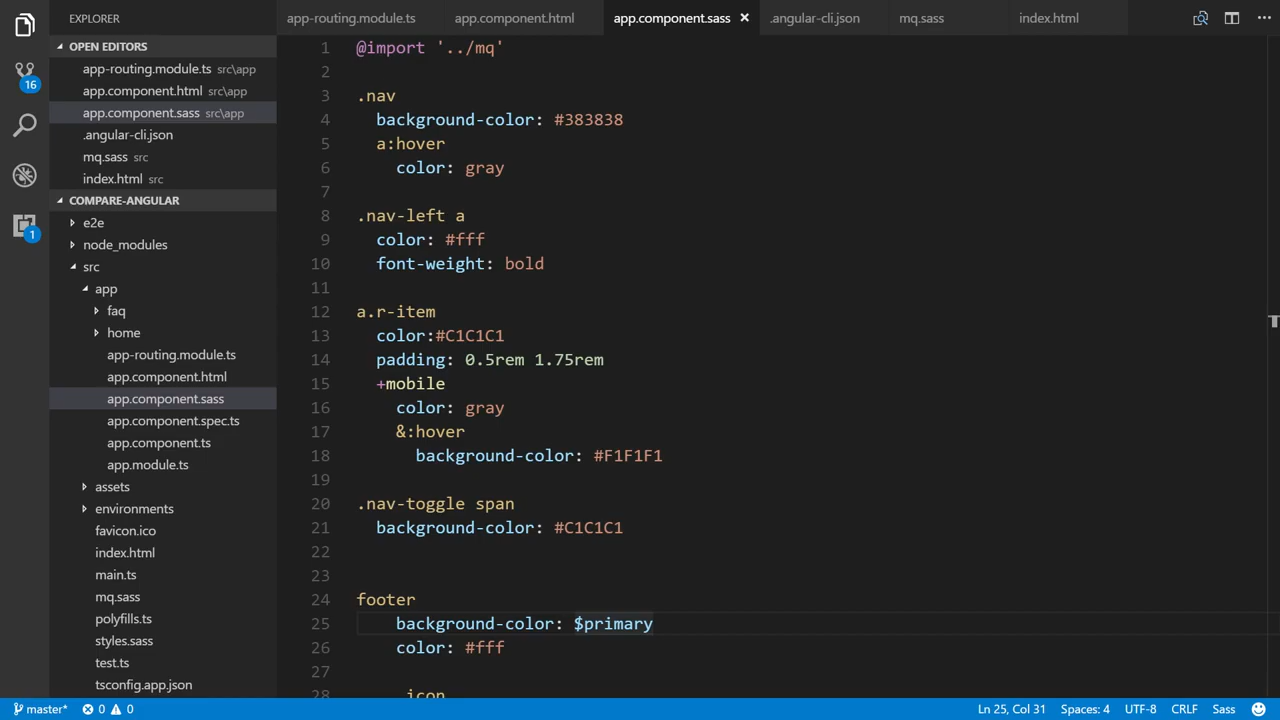 EXPLORER
OPEN EDITORS
app-routing.module.ts src\app
app.component.html src\app
app.component.sass src\app
.angular-cli.json
mq.sass src
index.html src
COMPARE-ANGULAR
e2e
node_modules
src
app
faq
home
app-routing.module.ts
app.component.html
app.component.sass
app.component.spec.ts
app.component.ts
app.module.ts
assets
environments
favicon.ico
index.html
main.ts
mq.sass
polyfills.ts
styles.sass
test.ts
tsconfig.app.json
16
1
app-routing.module.ts app.component.html app.component.sass × .angular-cli.json mq.sass index.html
1 @import '../mq'
2
3 .nav
4 background-color: #383838
5 a:hover
6 color: gray
7
8 .nav-left a
9 color: #fff
10 font-weight: bold
11
12 a.r-item
13 color:#C1C1C1
14 padding: 0.5rem 1.75rem
15 +mobile
16 color: gray
17 &:hover
18 background-color: #F1F1F1
19
20 .nav-toggle span
21 background-color: #C1C1C1
22
23
24 footer
25 background-color: $primary
26 color: #fff
27
28 .icon
master* 0 0 Ln 25, Col 31 Spaces: 4 UTF-8 CRLF Sass